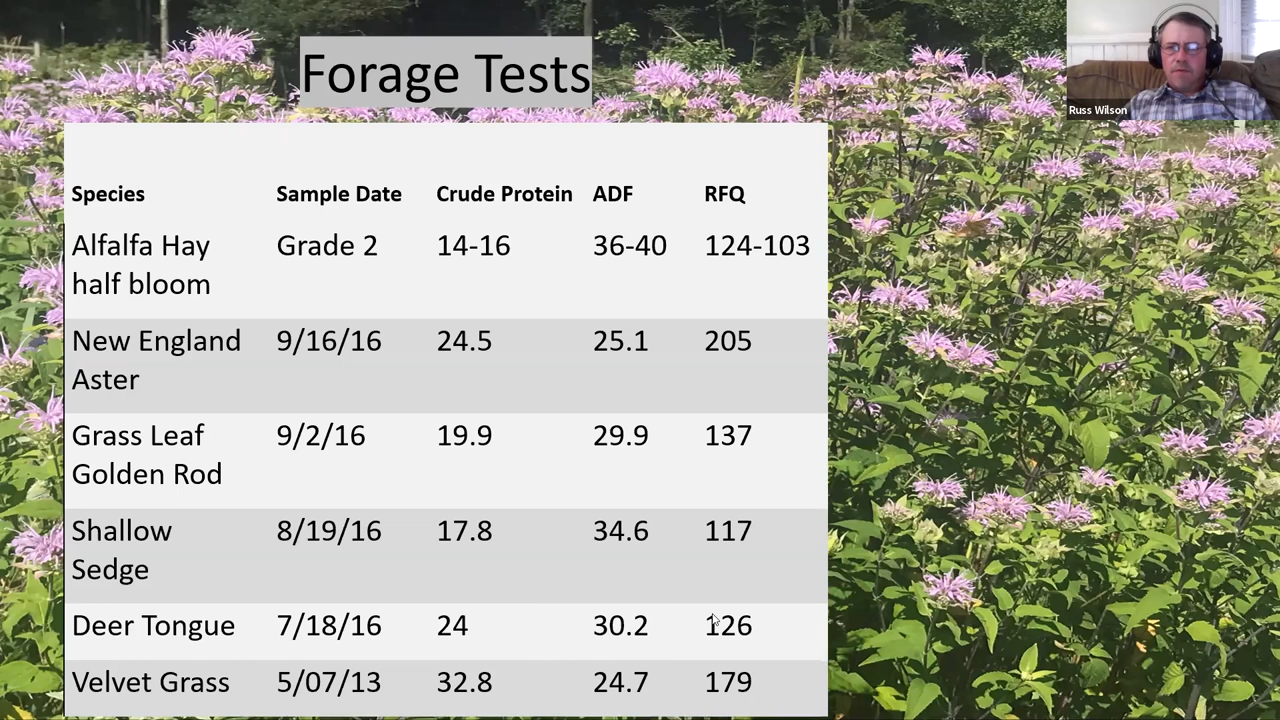 Forage Tests
Russ Wilson
Species Sample Date Crude Protein ADF RFQ
Alfalfa Hay Grade 2 14-16 36-40 124-103
half bloom
New England 9/16/16 24.5 25.1 205
Aster
Grass Leaf 9/2/16 19.9 29.9 137
Golden Rod
Shallow 8/19/16 17.8 34.6 117
Sedge
Deer Tongue 7/18/16 24 30.2 126
Velvet Grass 5/07/13 32.8 24.7 179